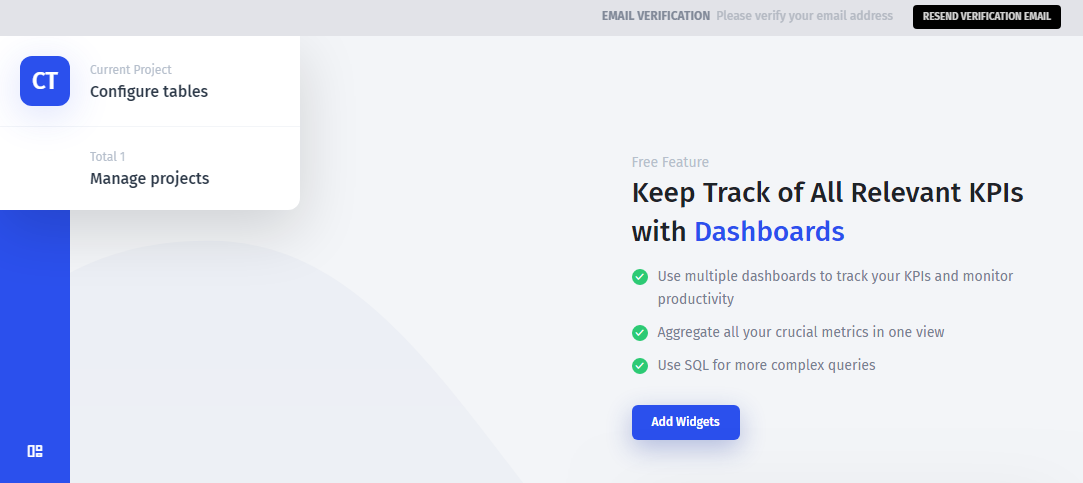 EMAIL VERIFICATION Please verify your email address RESEND VERIFICATION EMAIL
CT
Current Project
Configure tables
Total 1
Manage projects
Free Feature
Keep Track of All Relevant KPIs
with Dashboards
Use multiple dashboards to track your KPIs and monitor
productivity
Aggregate all your crucial metrics in one view
Use SQL for more complex queries
Add Widgets